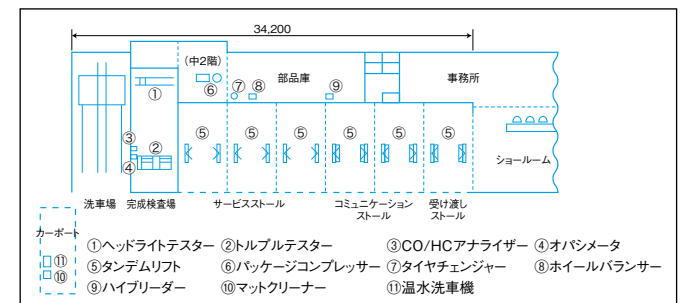 34,200
(中2階)
部品庫
事務所
① ⑥ ⑦ ⑧ ⑨
③ ② ⑤ ⑤ ⑤ ⑤ ⑤ ⑤
④
ショールーム
洗車場 完成検査場 サービスストール コミュニケーションストール 受け渡しストール
カーポート
⑪
⑩
①ヘッドライトテスター ②トルプルテスター ③CO/HCアナライザー ④オパシメータ
⑤タンデムリフト ⑥パッケージコンプレッサー ⑦タイヤチェンジャー ⑧ホイールバランサー
⑨ハイブリーダー ⑩マットクリーナー ⑪温水洗車機